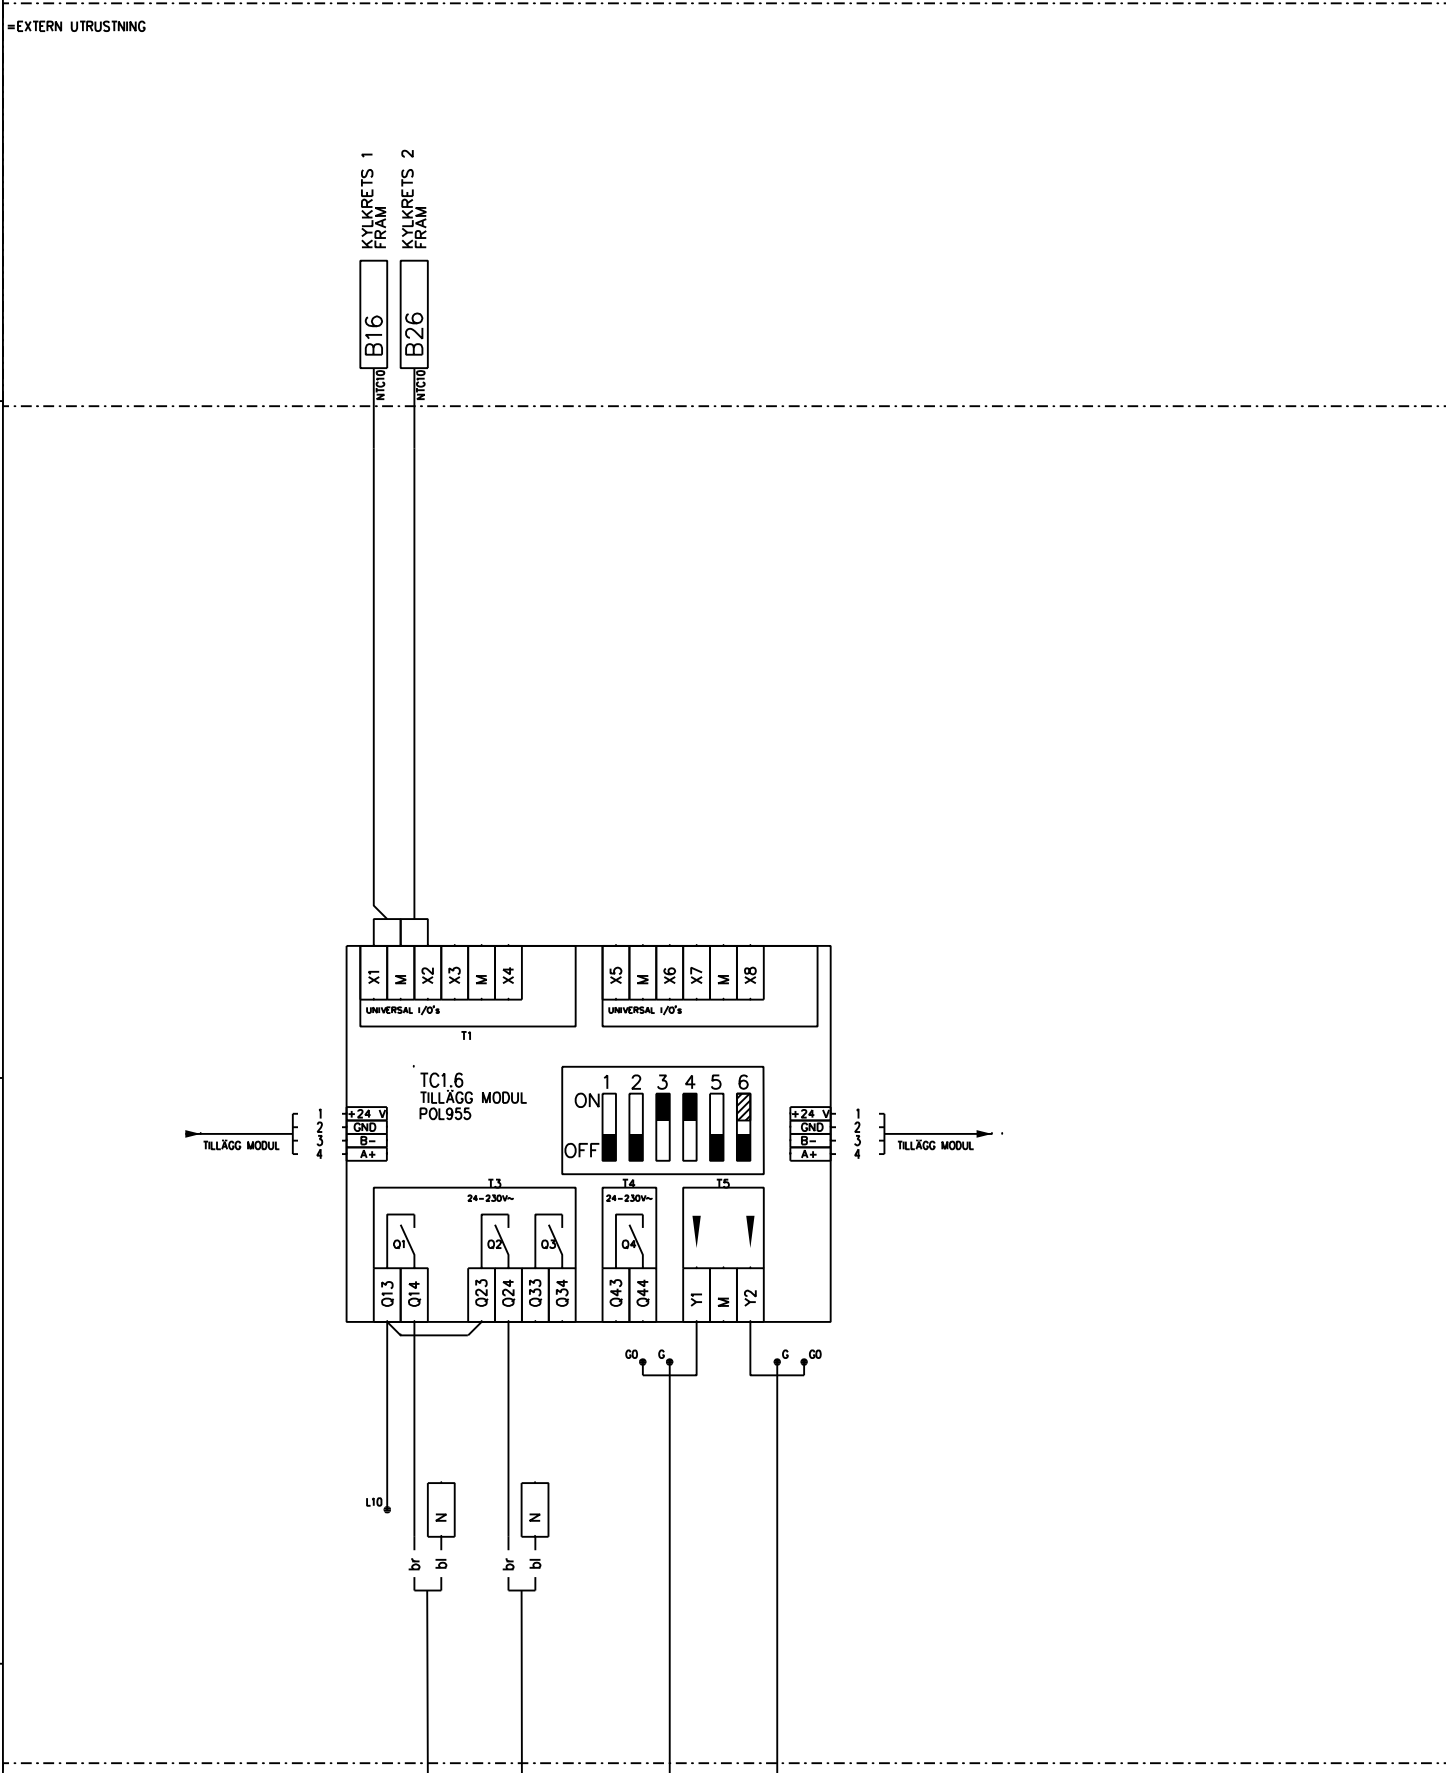 =EXTERN UTRUSTNING
KYLKRETS 1
FRAM
KYLKRETS 2
FRAM
B16
B26
NTC10
NTC10
X1 M X2 X3 M X4
X5 M X6 X7 M X8
UNIVERSAL I/O's
UNIVERSAL I/O's
T1
TC1.6
TILLÄGG MODUL
POL955
1 2 3 4 5 6
ON
OFF
1 +24 V
2 GND
3 B-
4 A+
TILLÄGG MODUL
+24 V 1
GND 2
B- 3
A+ 4
TILLÄGG MODUL
T3
24-230V~
T4
24-230V~
T5
Q1 Q2 Q3 Q4
Q13 Q14 Q23 Q24 Q33 Q34 Q43 Q44 Y1 M Y2
G0 G G G0
L10
N N
br bl br bl